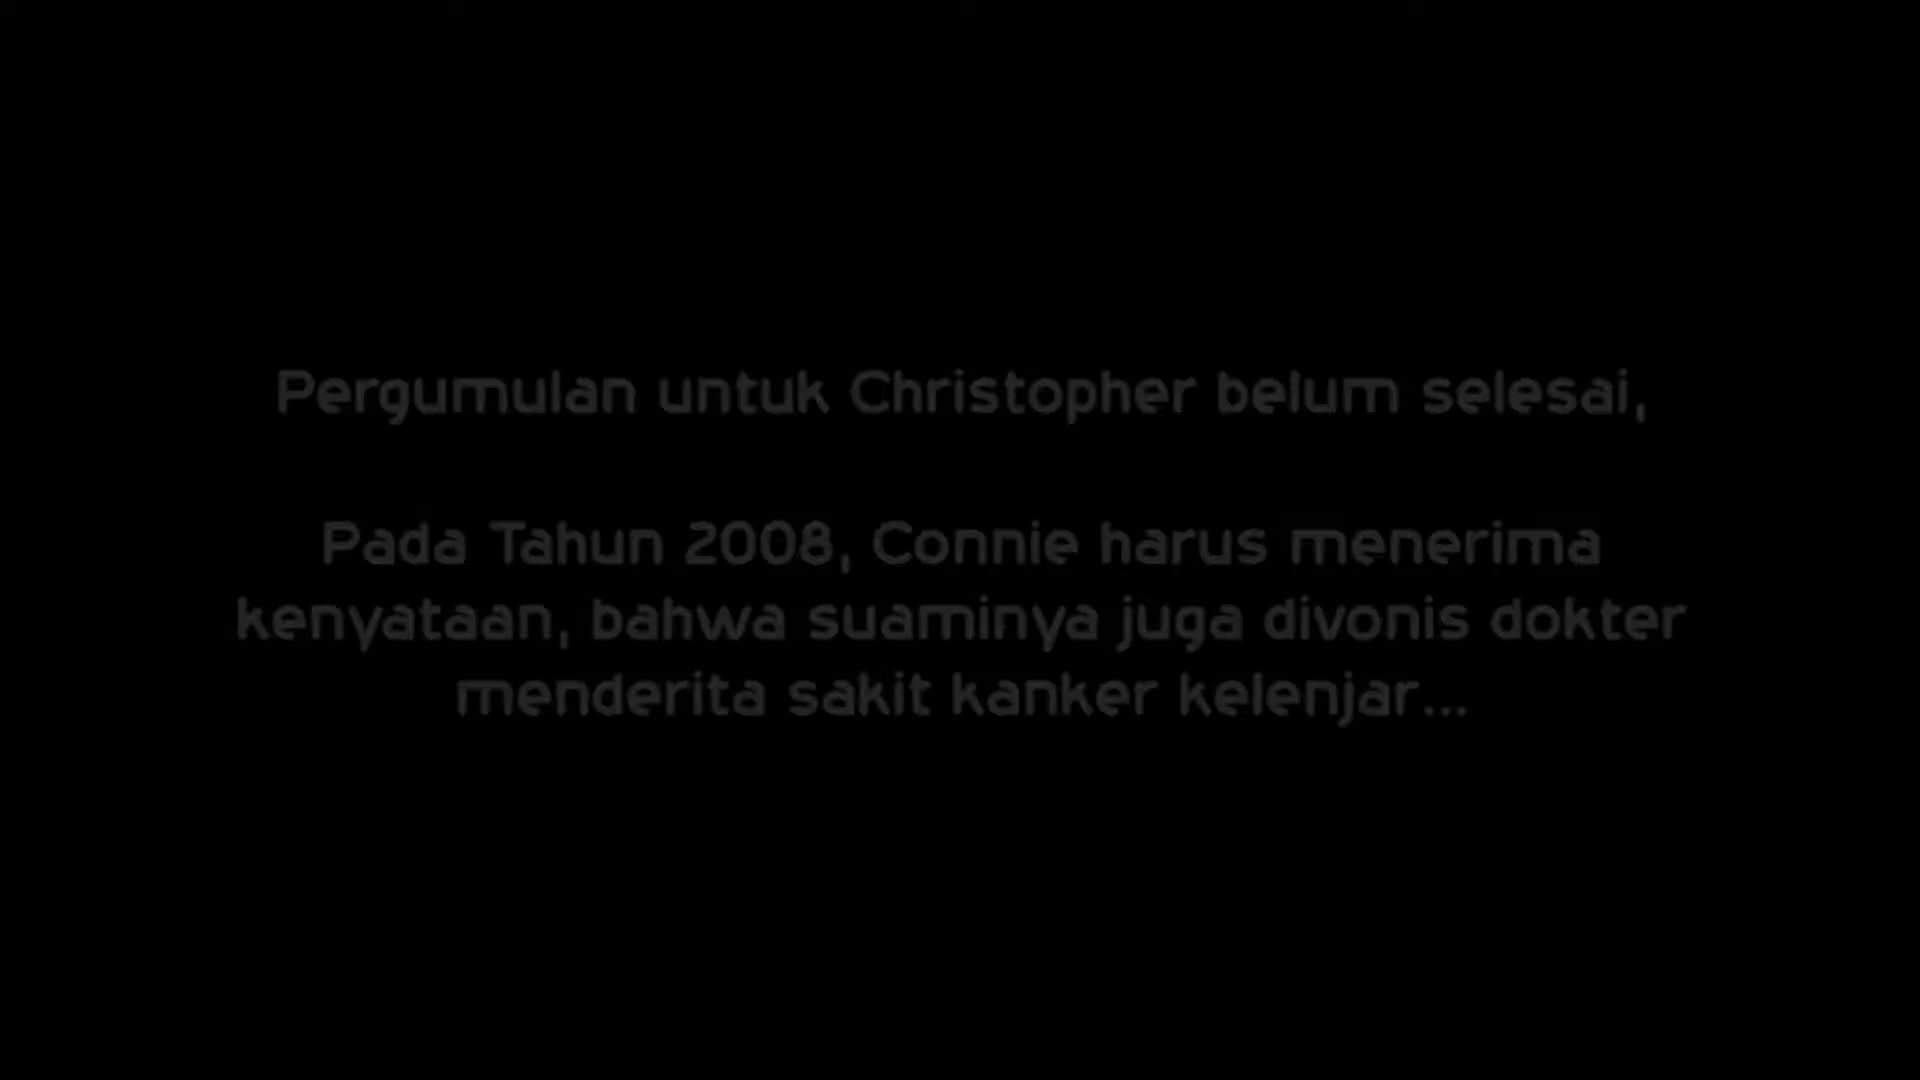 Pergumulan untuk Christopher belum selesai,
Pada Tahun 2008, Connie harus menerima
kenyataan, bahwa suaminya juga divonis dokter
menderita sakit kanker kelenjar...